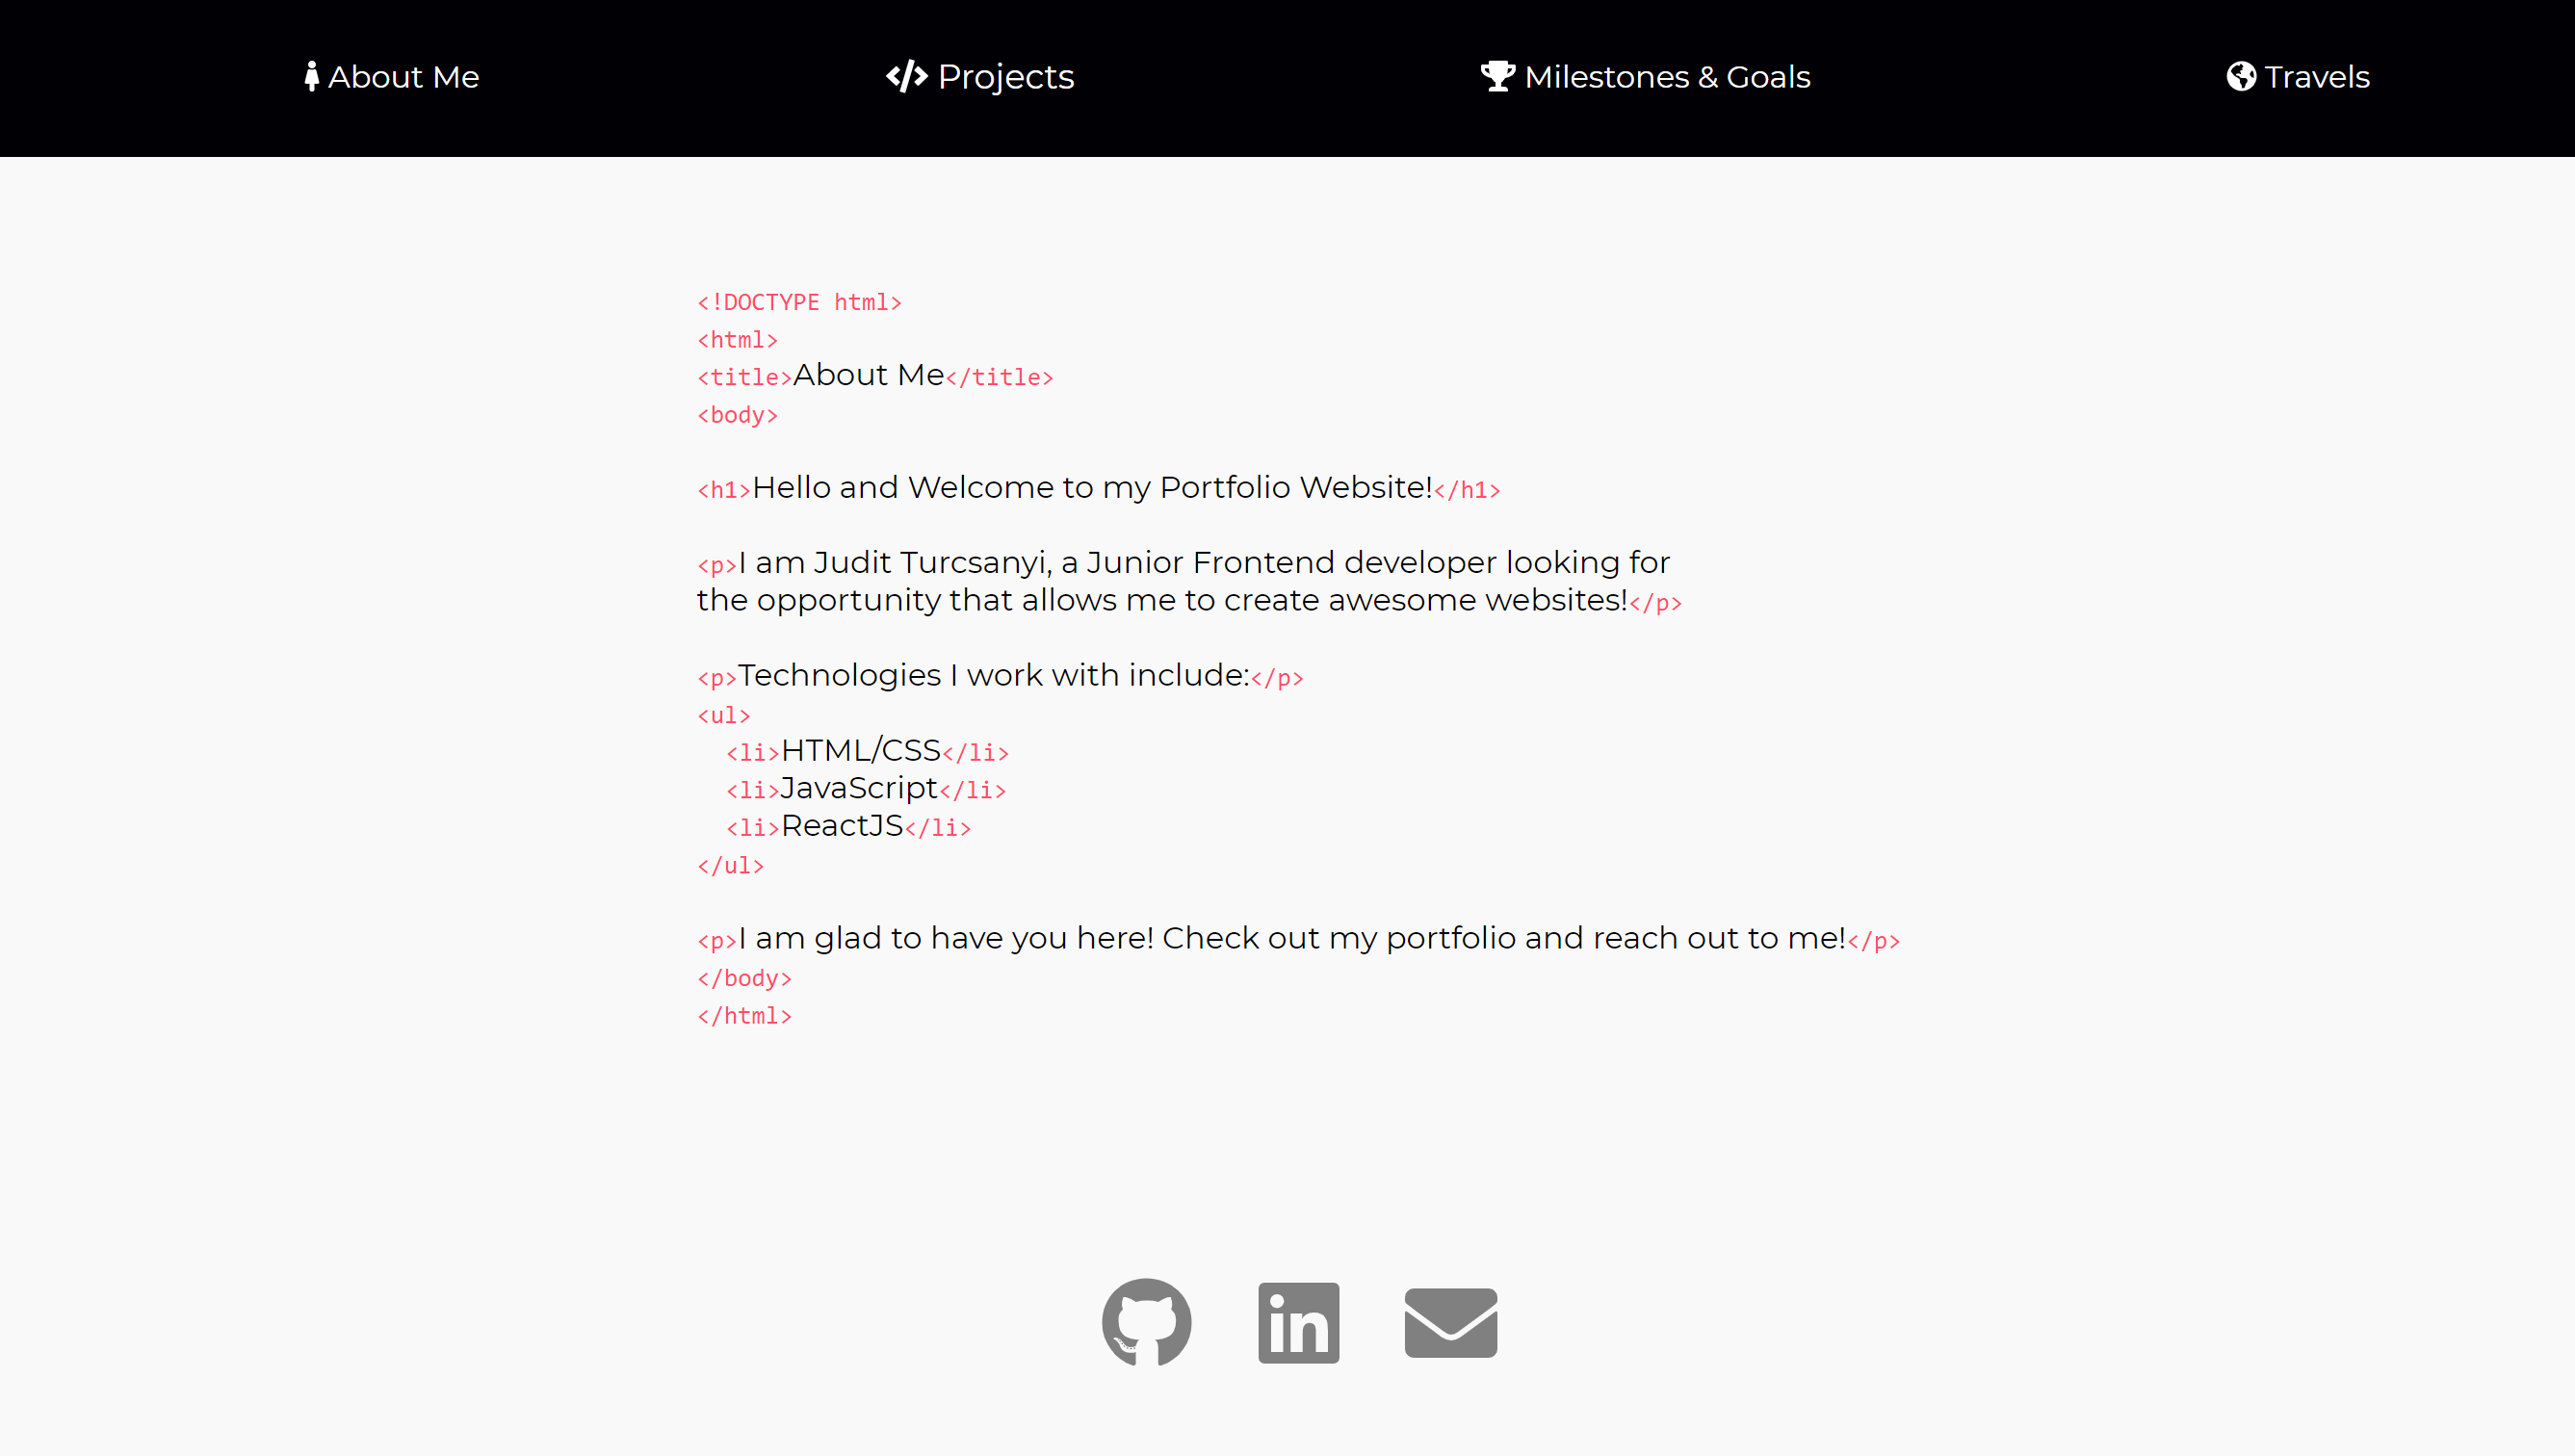 About Me
</> Projects
Milestones & Goals
Travels
<!DOCTYPE html>
<html>
<title>About Me</title>
<body>
<h1>Hello and Welcome to my Portfolio Website!</h1>
<p>I am Judit Turcsanyi, a Junior Frontend developer looking for
the opportunity that allows me to create awesome websites!</p>
<p>Technologies I work with include:</p>
<ul>
<li>HTML/CSS</li>
<li>JavaScript</li>
<li>ReactJS</li>
</ul>
<p>I am glad to have you here! Check out my portfolio and reach out to me!</p>
</body>
</html>
in